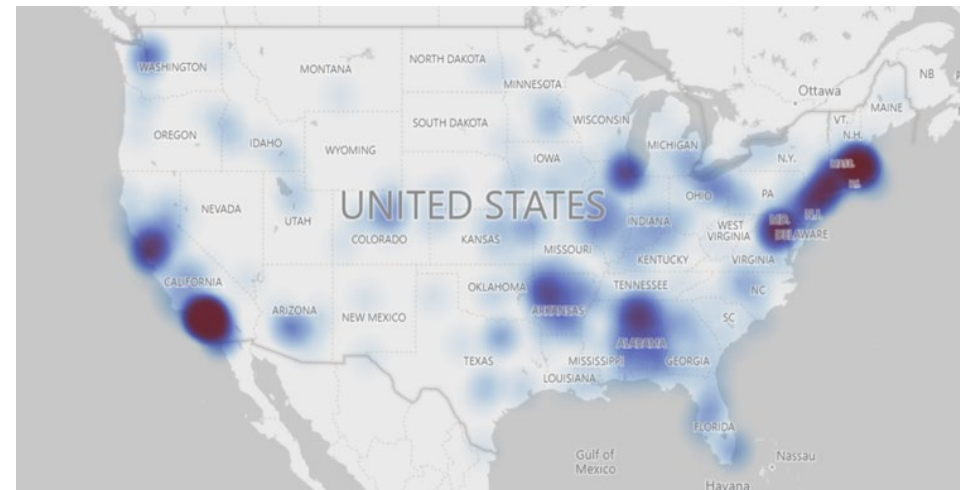 WASHINGTON
MONTANA
NORTH DAKOTA
MINNESOTA
Ottawa
NB
MAINE
VT.
N.H.
OREGON
IDAHO
SOUTH DAKOTA
WISCONSIN
WYOMING
MICHIGAN
N.Y.
MASS.
R.I.
IOWA
NEVADA
UTAH
UNITED STATES
OHIO
PA
N.J.
MD.
DELAWARE
COLORADO
KANSAS
INDIANA
WEST
VIRGINIA
MISSOURI
KENTUCKY
VIRGINIA
CALIFORNIA
OKLAHOMA
TENNESSEE
NC
ARIZONA
NEW MEXICO
ARKANSAS
SC
ALABAMA
TEXAS
MISSISSIPPI
GEORGIA
LOUISIANA
FLORIDA
Gulf of
Mexico
Nassau
Havana